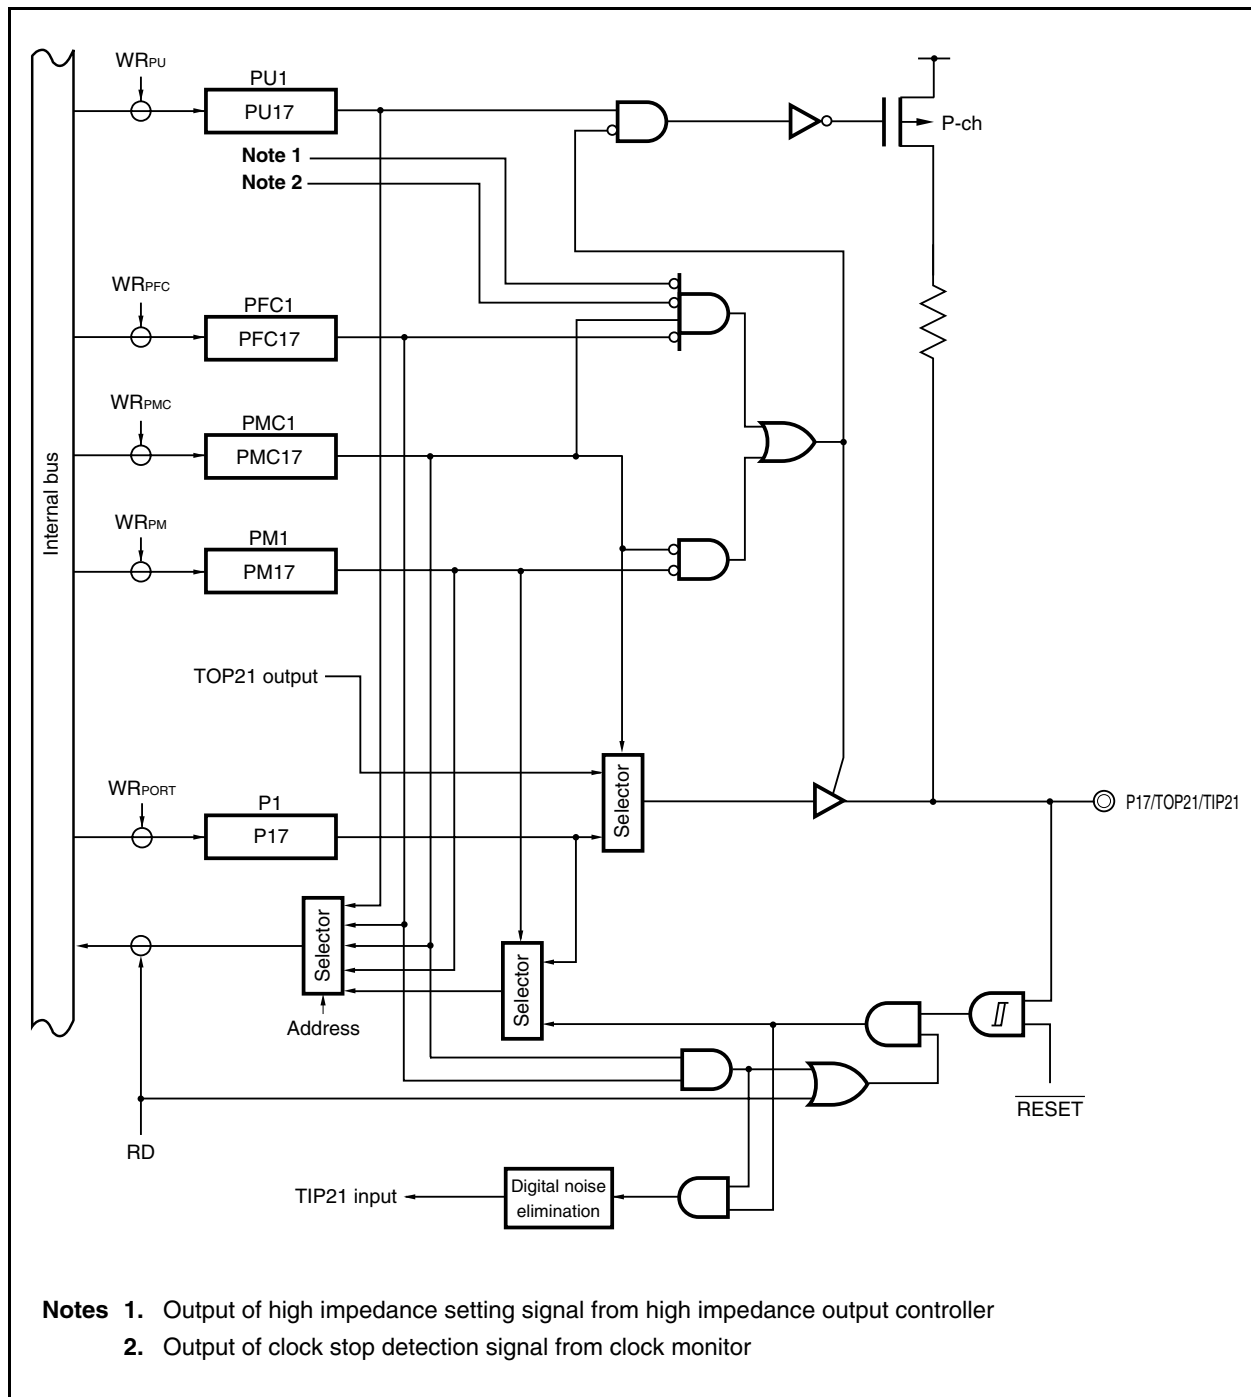 WRPU
PU1
PU17
P-ch
Note 1
Note 2
WRPFC
PFC1
PFC17
WRPMC
PMC1
PMC17
Internal bus
WRPM
PM1
PM17
TOP21 output
Selector
WRPORT
P1
P17
P17/TOP21/TIP21
Selector
Selector
Address
RESET
RD
TIP21 input
Digital noise
elimination
Notes 1. Output of high impedance setting signal from high impedance output controller
2. Output of clock stop detection signal from clock monitor